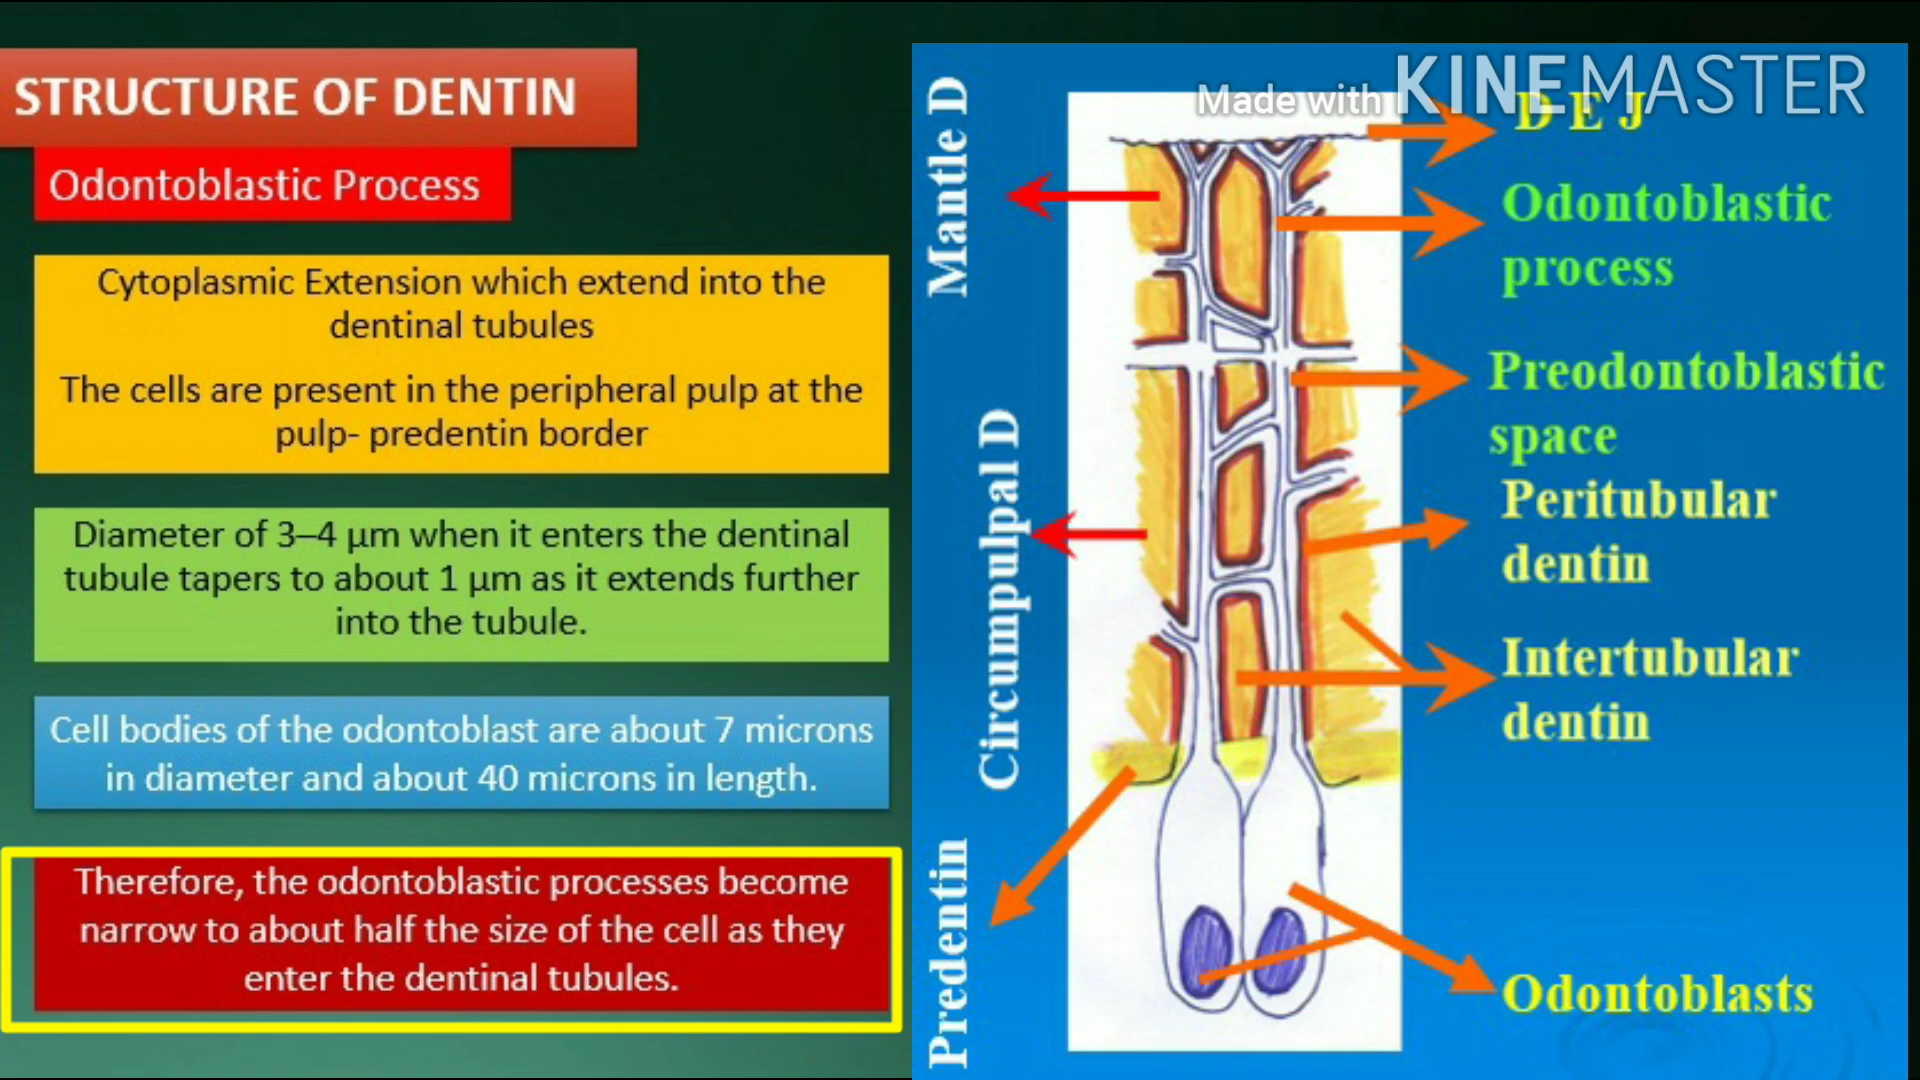 STRUCTURE OF DENTIN
Odontoblastic Process
Cytoplasmic Extension which extend into the
dentinal tubules
The cells are present in the peripheral pulp at the
pulp- predentin border
Diameter of 3–4 µm when it enters the dentinal
tubule tapers to about 1 µm as it extends further
into the tubule.
Cell bodies of the odontoblast are about 7 microns
in diameter and about 40 microns in length.
Therefore, the odontoblastic processes become
narrow to about half the size of the cell as they
enter the dentinal tubules.
Mantle D
Circumpulpal D
Predentin
Made with KINEMASTER
D E J
Odontoblastic
process
Preodontoblastic
space
Peritubular
dentin
Intertubular
dentin
Odontoblasts